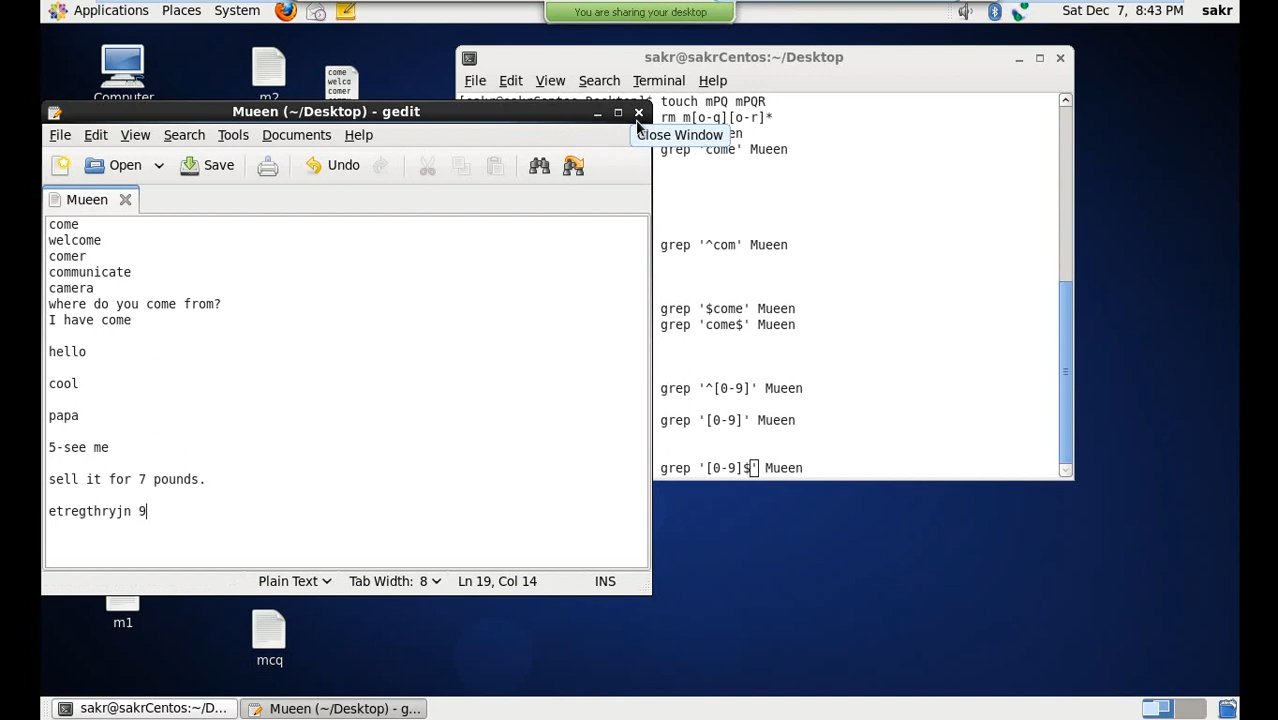 Applications Places System
You are sharing your desktop
Sat Dec 7, 8:43 PM sakr
Computer
m2
come
welco
comer
Mueen (~/Desktop) - gedit
File Edit View Search Tools Documents Help
Close Window
Open Save Undo
Mueen
come
welcome
comer
communicate
camera
where do you come from?
I have come
hello
cool
papa
5-see me
sell it for 7 pounds.
etregthryjn 9
Plain Text Tab Width: 8 Ln 19, Col 14 INS
sakr@sakrCentos:~/Desktop
File Edit View Search Terminal Help
touch mPQ mPQR
rm m[o-q][o-r]*
grep 'come' Mueen
grep '^com' Mueen
grep '$come' Mueen
grep 'come$' Mueen
grep '^[0-9]' Mueen
grep '[0-9]' Mueen
grep '[0-9]$' Mueen
m1
mcq
sakr@sakrCentos:~/D...
Mueen (~/Desktop) - g...